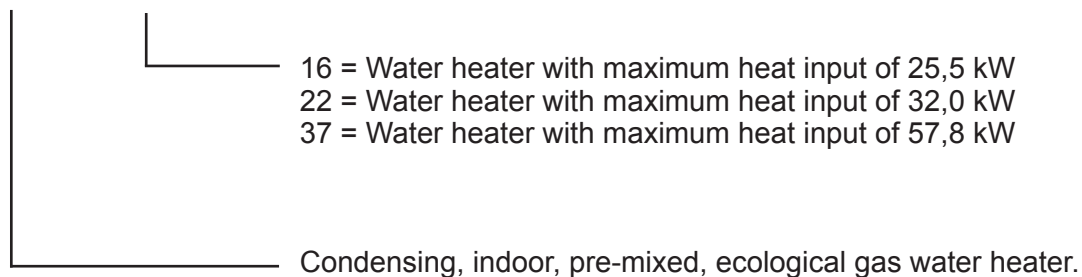 16 = Water heater with maximum heat input of 25,5 kW
22 = Water heater with maximum heat input of 32,0 kW
37 = Water heater with maximum heat input of 57,8 kW
Condensing, indoor, pre-mixed, ecological gas water heater.